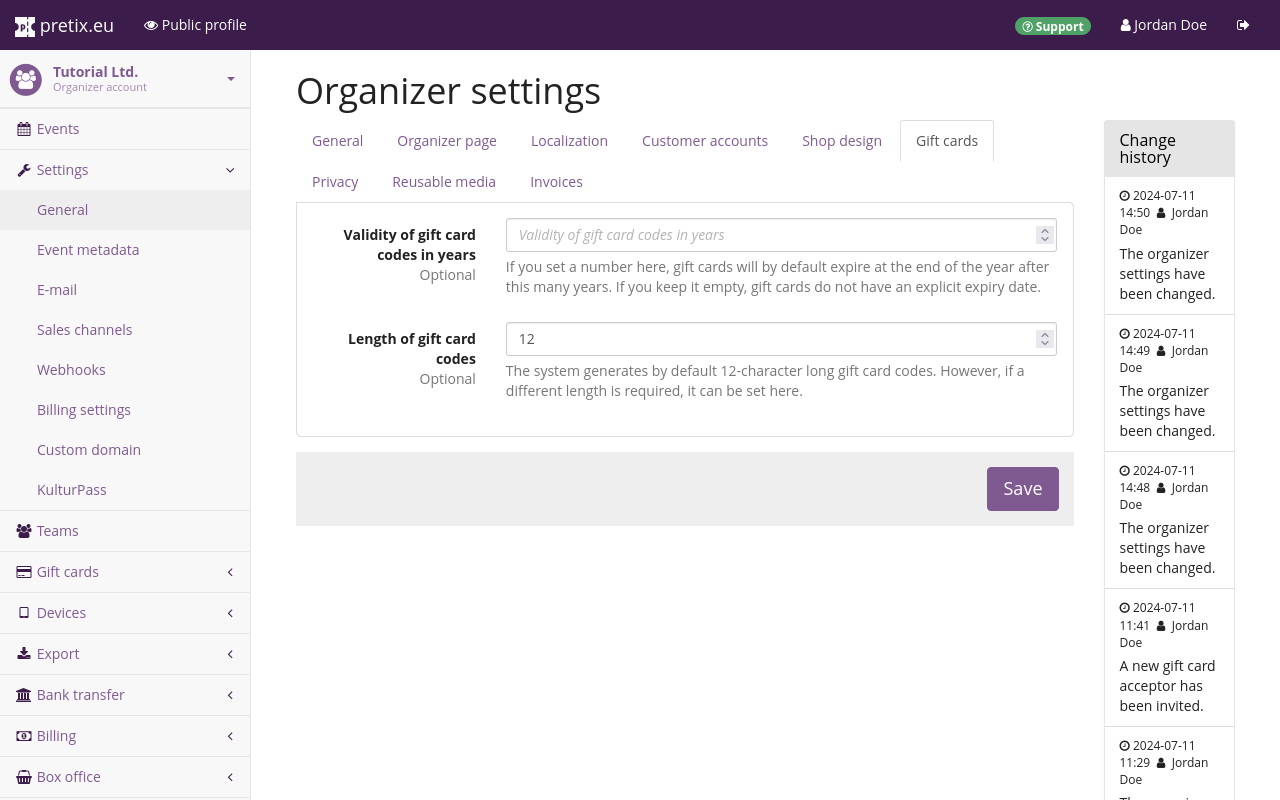 pretix.eu
Public profile
Support
Jordan Doe
Tutorial Ltd.
Organizer account
Events
Settings
General
Event metadata
E-mail
Sales channels
Webhooks
Billing settings
Custom domain
KulturPass
Teams
Gift cards
Devices
Export
Bank transfer
Billing
Box office
Organizer settings
General
Organizer page
Localization
Customer accounts
Shop design
Gift cards
Privacy
Reusable media
Invoices
Validity of gift card
codes in years
Optional
Validity of gift card codes in years
If you set a number here, gift cards will by default expire at the end of the year after
this many years. If you keep it empty, gift cards do not have an explicit expiry date.
Length of gift card
codes
Optional
12
The system generates by default 12-character long gift card codes. However, if a
different length is required, it can be set here.
Save
Change
history
2024-07-11
14:50 Jordan
Doe
The organizer
settings have
been changed.
2024-07-11
14:49 Jordan
Doe
The organizer
settings have
been changed.
2024-07-11
14:48 Jordan
Doe
The organizer
settings have
been changed.
2024-07-11
11:41 Jordan
Doe
A new gift card
acceptor has
been invited.
2024-07-11
11:29 Jordan
Doe